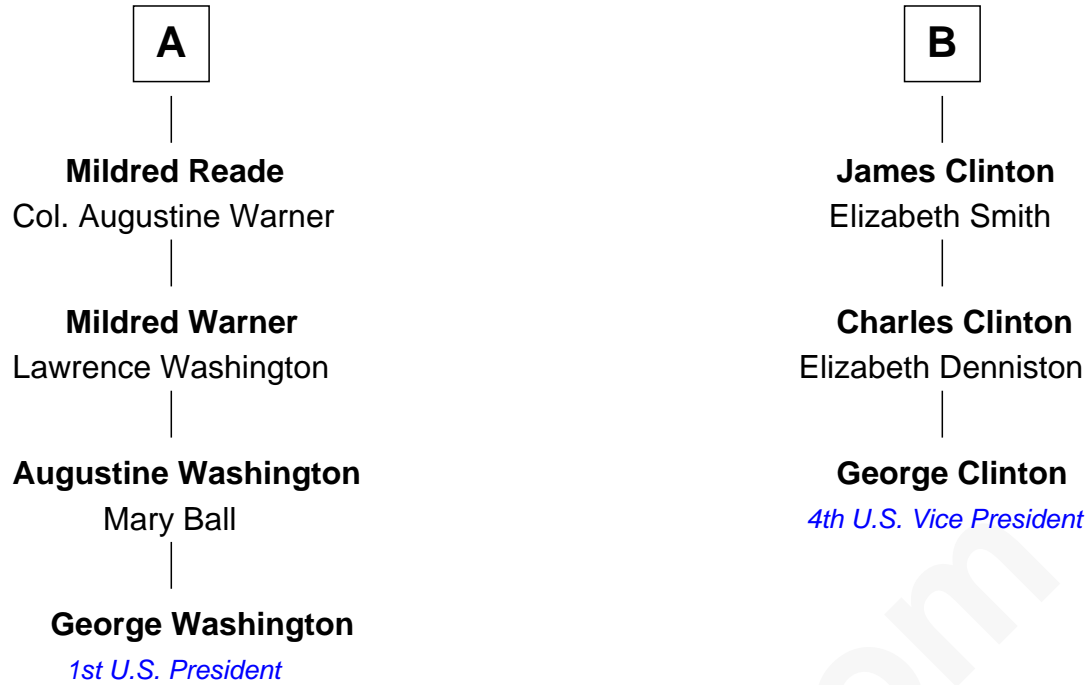 A
Mildred Reade
Col. Augustine Warner
Mildred Warner
Lawrence Washington
Augustine Washington
Mary Ball
George Washington
1st U.S. President
B
James Clinton
Elizabeth Smith
Charles Clinton
Elizabeth Denniston
George Clinton
4th U.S. Vice President
om